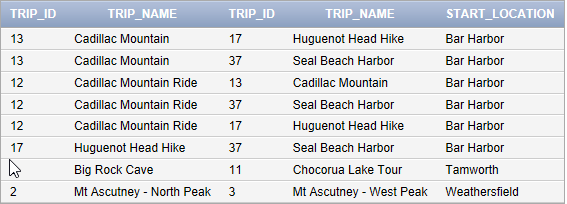 TRIP_ID TRIP_NAME TRIP_ID TRIP_NAME START_LOCATION
13 Cadillac Mountain 17 Huguenot Head Hike Bar Harbor
13 Cadillac Mountain 37 Seal Beach Harbor Bar Harbor
12 Cadillac Mountain Ride 13 Cadillac Mountain Bar Harbor
12 Cadillac Mountain Ride 37 Seal Beach Harbor Bar Harbor
12 Cadillac Mountain Ride 17 Huguenot Head Hike Bar Harbor
17 Huguenot Head Hike 37 Seal Beach Harbor Bar Harbor
Big Rock Cave 11 Chocorua Lake Tour Tamworth
2 Mt Ascutney - North Peak 3 Mt Ascutney - West Peak Weathersfield